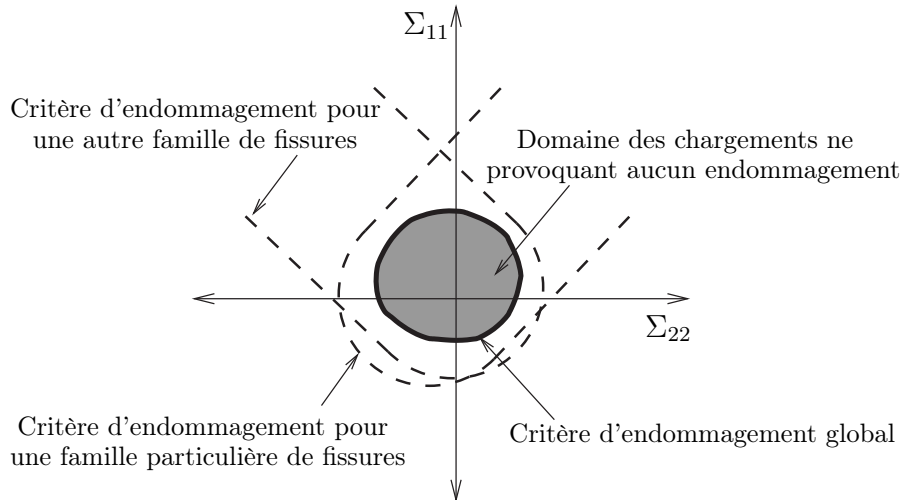 Σ11
Critère d'endommagement pour
une autre famille de fissures
Domaine des chargements ne
provoquant aucun endommagement
Σ22
Critère d'endommagement pour
une famille particulière de fissures
Critère d'endommagement global